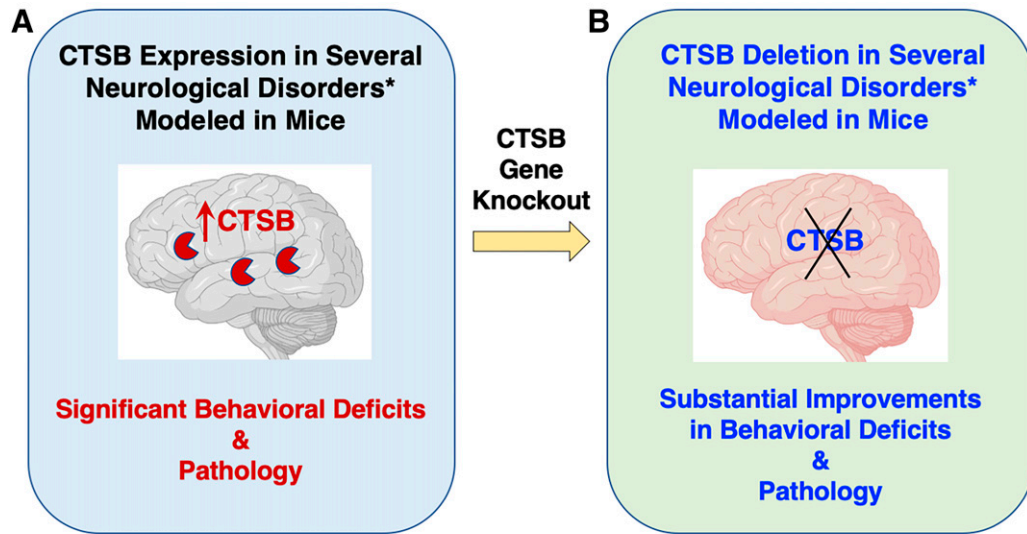 A
CTSB Expression in Several
Neurological Disorders*
Modeled in Mice
↑CTSB
Significant Behavioral Deficits
&
Pathology
CTSB
Gene
Knockout
B
CTSB Deletion in Several
Neurological Disorders*
Modeled in Mice
CTSB
Substantial Improvements
in Behavioral Deficits
&
Pathology